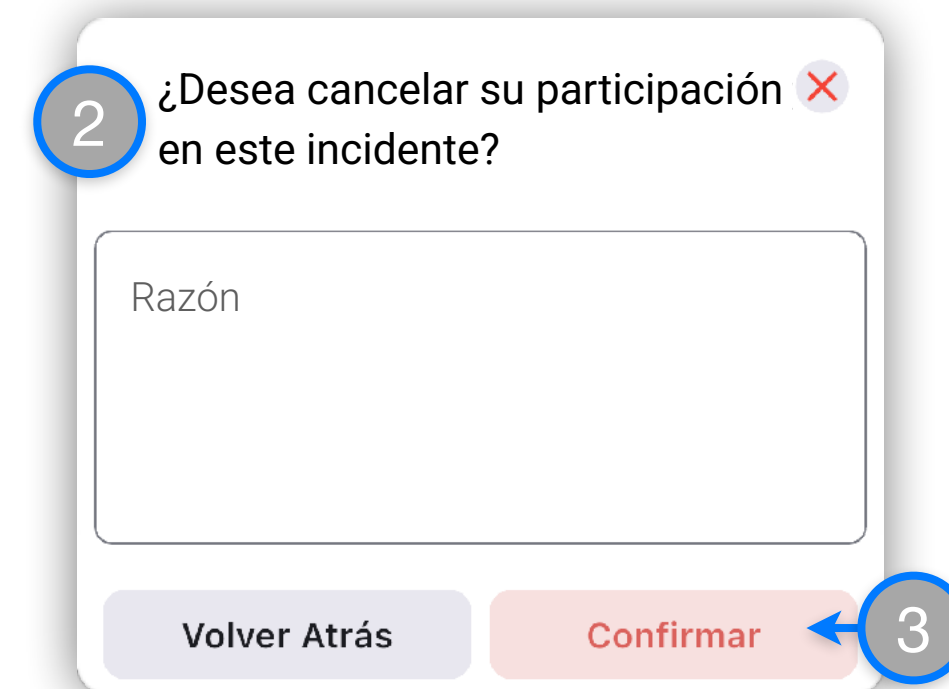 2
¿Desea cancelar su participación
en este incidente?
Razón
Volver Atrás
Confirmar
3